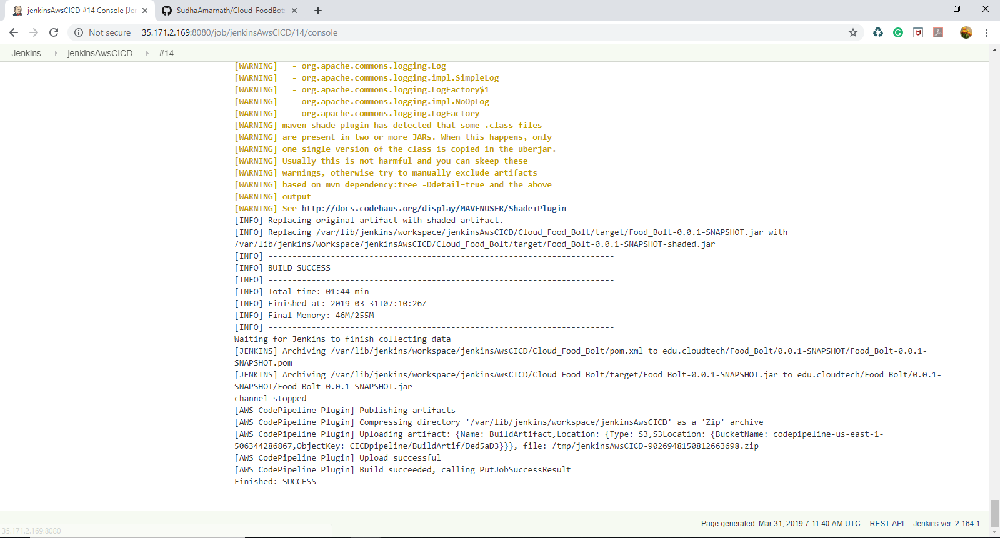 jenkinsAwsCICD #14 Console [Jen
SudhaAmarnath/Cloud_FoodBot:
Not secure
35.171.2.169:8080/job/jenkinsAwsCICD/14/console
Jenkins
jenkinsAwsCICD
#14
[WARNING]   - org.apache.commons.logging.Log
[WARNING]   - org.apache.commons.logging.impl.SimpleLog
[WARNING]   - org.apache.commons.logging.LogFactory$1
[WARNING]   - org.apache.commons.logging.impl.NoOpLog
[WARNING]   - org.apache.commons.logging.LogFactory
[WARNING] maven-shade-plugin has detected that some .class files
[WARNING] are present in two or more JARs. When this happens, only
[WARNING] one single version of the class is copied in the uberjar.
[WARNING] Usually this is not harmful and you can skeep these
[WARNING] warnings, otherwise try to manually exclude artifacts
[WARNING] based on mvn dependency:tree -Ddetail=true and the above
[WARNING] output
[WARNING] See http://docs.codehaus.org/display/MAVENUSER/Shade+Plugin
[INFO] Replacing original artifact with shaded artifact.
[INFO] Replacing /var/lib/jenkins/workspace/jenkinsAwsCICD/Cloud_Food_Bolt/target/Food_Bolt-0.0.1-SNAPSHOT.jar with
/var/lib/jenkins/workspace/jenkinsAwsCICD/Cloud_Food_Bolt/target/Food_Bolt-0.0.1-SNAPSHOT-shaded.jar
[INFO] ------------------------------------------------------------------------
[INFO] BUILD SUCCESS
[INFO] ------------------------------------------------------------------------
[INFO] Total time: 01:44 min
[INFO] Finished at: 2019-03-31T07:10:26Z
[INFO] Final Memory: 46M/255M
[INFO] ------------------------------------------------------------------------
Waiting for Jenkins to finish collecting data
[JENKINS] Archiving /var/lib/jenkins/workspace/jenkinsAwsCICD/Cloud_Food_Bolt/pom.xml to edu.cloudtech/Food_Bolt/0.0.1-SNAPSHOT/Food_Bolt-0.0.1-
SNAPSHOT.pom
[JENKINS] Archiving /var/lib/jenkins/workspace/jenkinsAwsCICD/Cloud_Food_Bolt/target/Food_Bolt-0.0.1-SNAPSHOT.jar to edu.cloudtech/Food_Bolt/0.0.1-
SNAPSHOT/Food_Bolt-0.0.1-SNAPSHOT.jar
channel stopped
[AWS CodePipeline Plugin] Publishing artifacts
[AWS CodePipeline Plugin] Compressing directory '/var/lib/jenkins/workspace/jenkinsAwsCICD' as a 'Zip' archive
[AWS CodePipeline Plugin] Uploading artifact: {Name: BuildArtifact,Location: {Type: S3,S3Location: {BucketName: codepipeline-us-east-1-
506344286867,ObjectKey: CICDpipeline/BuildArtif/Ded5aD3}}}, file: /tmp/jenkinsAwsCICD-9026948150812663698.zip
[AWS CodePipeline Plugin] Upload successful
[AWS CodePipeline Plugin] Build succeeded, calling PutJobSuccessResult
Finished: SUCCESS
Page generated: Mar 31, 2019 7:11:40 AM UTC
REST API
Jenkins ver. 2.164.1
35.171.2.169:8080